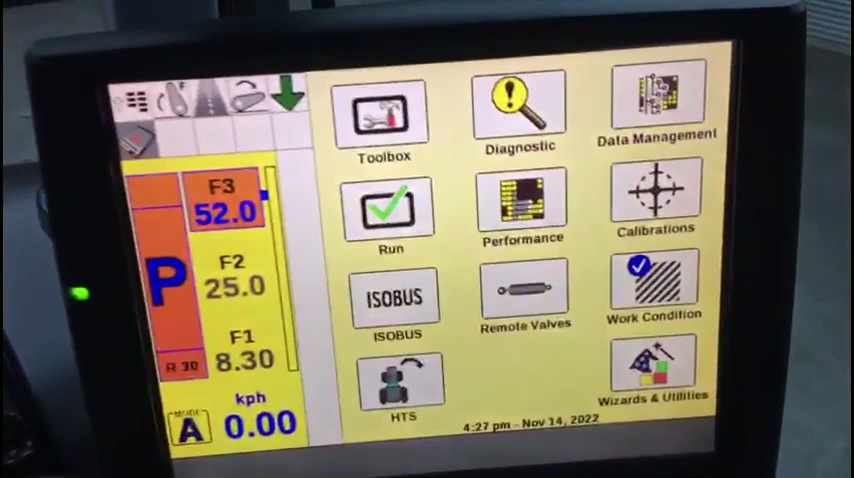 F3
52.0
F2
25.0
F1
8.30
P
R 30
kph
MODE
A
0.00
Toolbox
Diagnostic
Data Management
Run
Performance
Calibrations
ISOBUS
ISOBUS
Remote Valves
Work Condition
HTS
Wizards & Utilities
4:27 pm - Nov 14, 2022